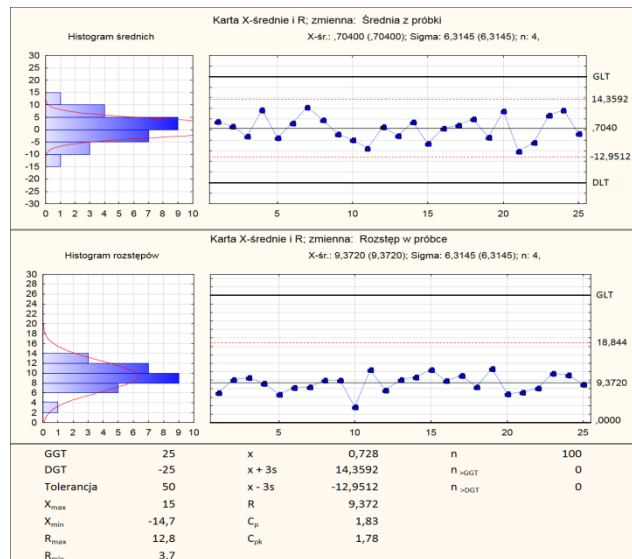 Karta X-średnie i R; zmienna: Średnia z próbki
Histogram średnich
X-śr.: ,70400 (,70400); Sigma: 6,3145 (6,3145); n: 4,
30
25
20
15
10
5
0
-5
-10
-15
-20
-25
-30
0 1 2 3 4 5 6 7 8 9 10
GLT
14,3592
,7040
-12,9512
DLT
5 10 15 20 25
Karta X-średnie i R; zmienna: Rozstęp w próbce
Histogram rozstępów
X-śr.: 9,3720 (9,3720); Sigma: 6,3145 (6,3145); n: 4,
30
28
26
24
22
20
18
16
14
12
10
8
6
4
2
0
0 1 2 3 4 5 6 7 8 9 10
GLT
18,844
9,3720
,0000
5 10 15 20 25
GGT 25 x 0,728 n 100
DGT -25 x + 3s 14,3592 n >GGT 0
Tolerancja 50 x - 3s -12,9512 n >DGT 0
Xmax 15 R 9,372
Xmin -14,7 Cp 1,83
Rmax 12,8 Cpk 1,78
Rmin 3,7